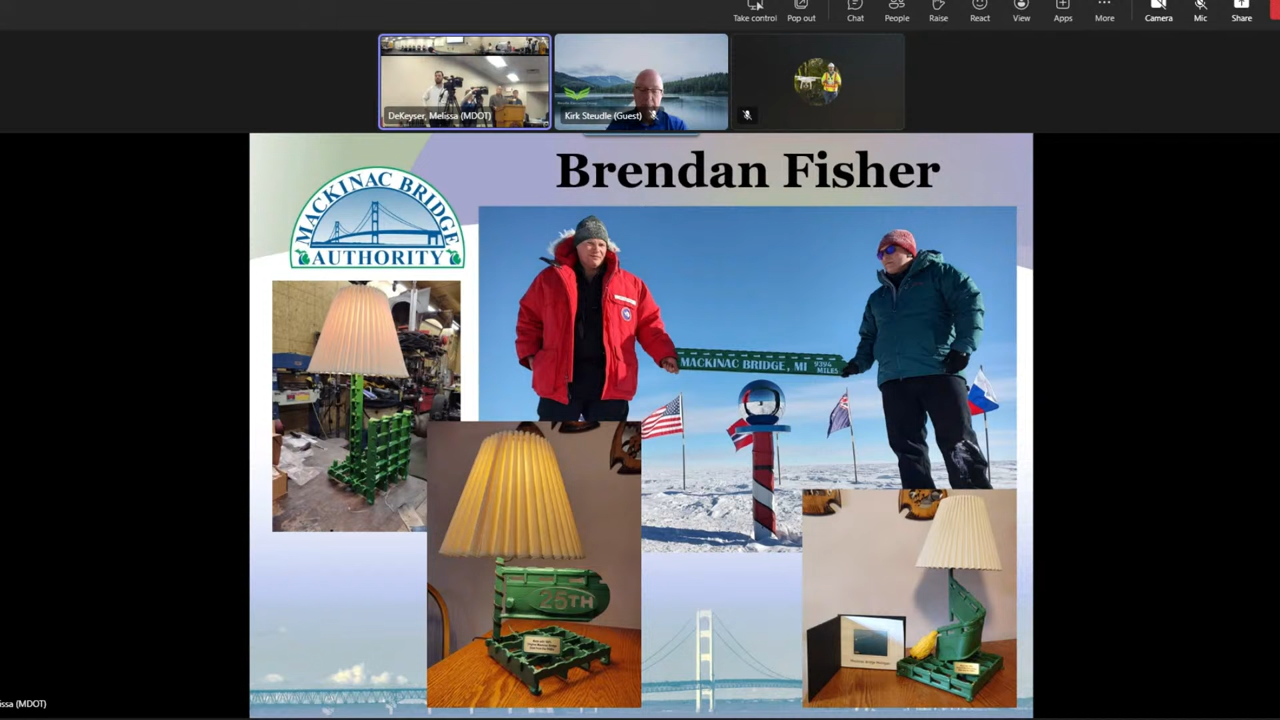 Take control
Pop out
Chat
People
Raise
React
View
Apps
More
Camera
Mic
Share
DeKeyser, Melissa (MDOT)
Kirk Steudle (Guest)
Brendan Fisher
MACKINAC BRIDGE
AUTHORITY
MACKINAC BRIDGE, MI 9394
MILES
25TH
issa (MDOT)